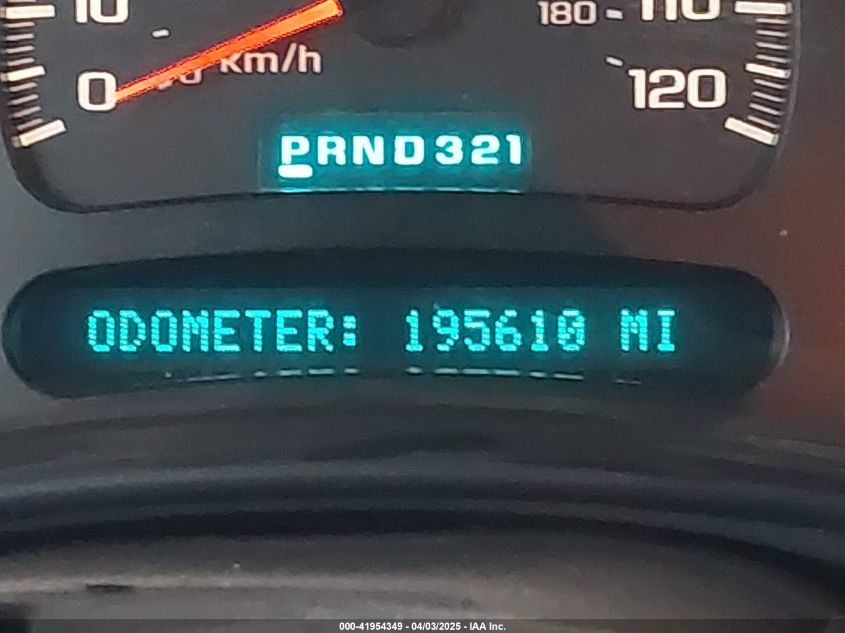 10
180 110
0 km/h 120
PRND321
ODOMETER: 195610 MI
000-41954349 - 04/03/2025 - IAA Inc.